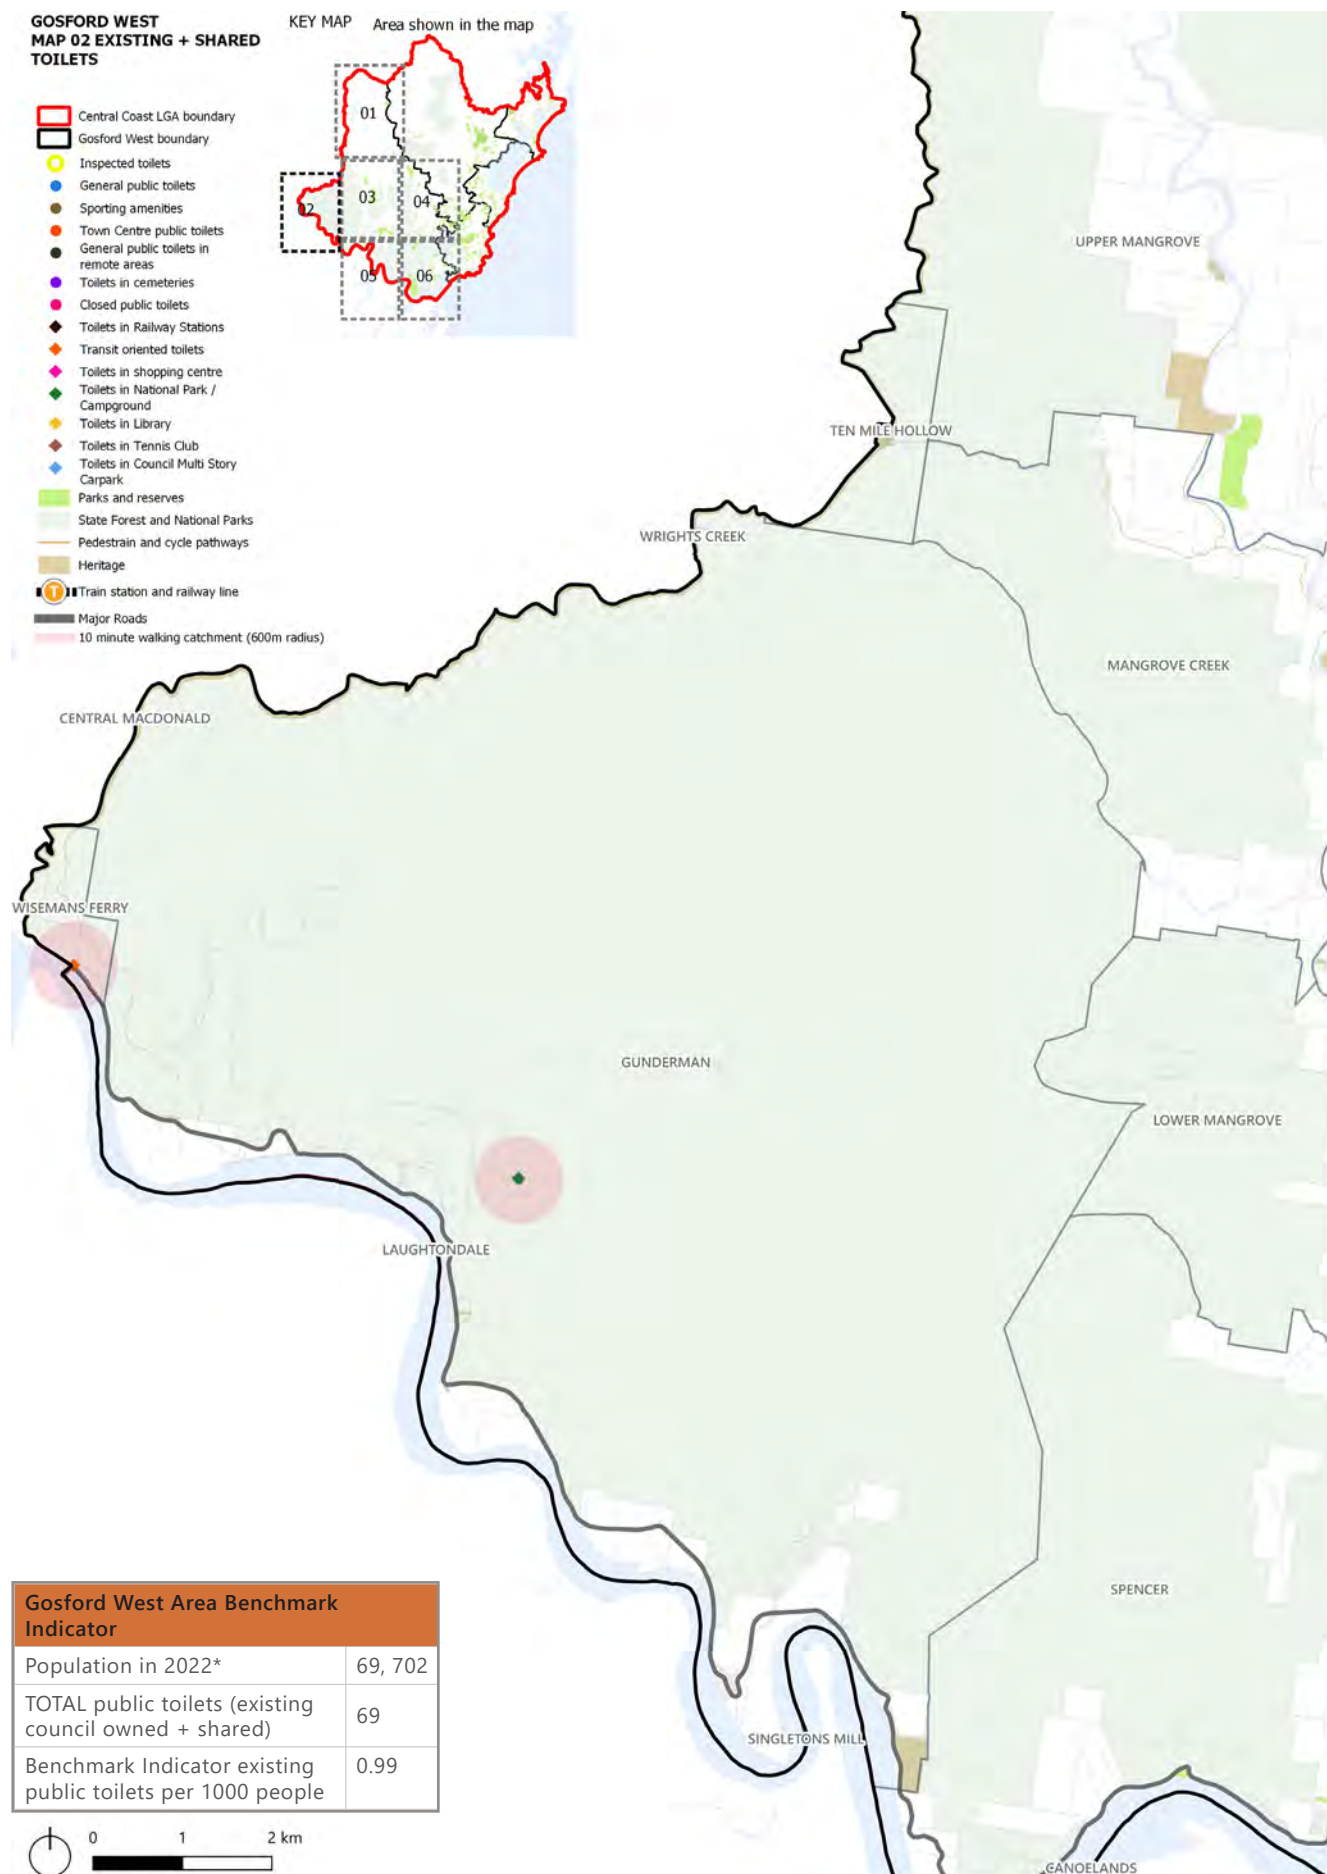 GOSFORD WEST
MAP 02 EXISTING + SHARED
TOILETS
KEY MAP
Area shown in the map
Central Coast LGA boundary
Gosford West boundary
Inspected toilets
General public toilets
Sporting amenities
Town Centre public toilets
General public toilets in
remote areas
Toilets in cemeteries
Closed public toilets
Toilets in Railway Stations
Transit oriented toilets
Toilets in shopping centre
Toilets in National Park /
Campground
Toilets in Library
Toilets in Tennis Club
Toilets in Council Multi Story
Carpark
Parks and reserves
State Forest and National Parks
Pedestrain and cycle pathways
Heritage
T
Train station and railway line
Major Roads
10 minute walking catchment (600m radius)
01
02
03
04
05
06
UPPER MANGROVE
TEN MILE HOLLOW
WRIGHTS CREEK
MANGROVE CREEK
CENTRAL MACDONALD
WISEMANS FERRY
GUNDERMAN
LOWER MANGROVE
LAUGHTONDALE
SPENCER
SINGLETONS MILL
CANOELANDS
Gosford West Area Benchmark
Indicator
Population in 2022* 69, 702
TOTAL public toilets (existing
council owned + shared) 69
Benchmark Indicator existing 0.99
public toilets per 1000 people
0 1 2 km